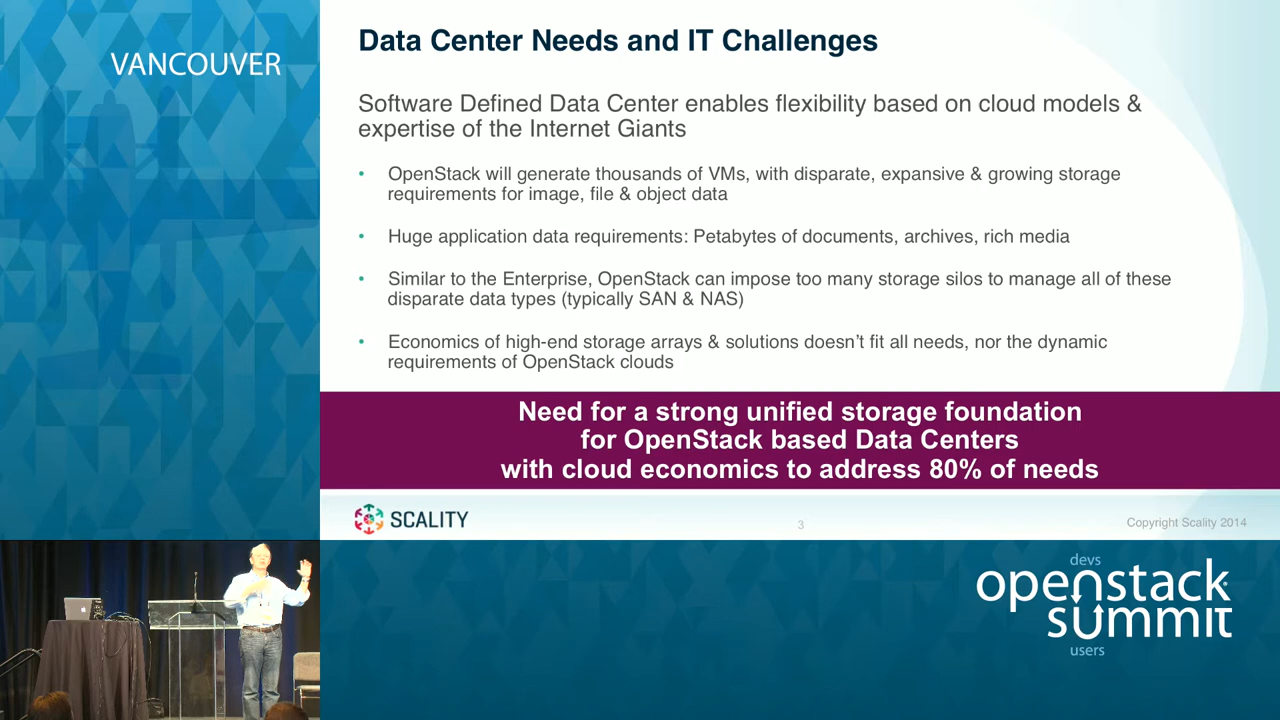 VANCOUVER
Data Center Needs and IT Challenges
Software Defined Data Center enables flexibility based on cloud models &
expertise of the Internet Giants
• OpenStack will generate thousands of VMs, with disparate, expansive & growing storage
requirements for image, file & object data
• Huge application data requirements: Petabytes of documents, archives, rich media
• Similar to the Enterprise, OpenStack can impose too many storage silos to manage all of these
disparate data types (typically SAN & NAS)
• Economics of high-end storage arrays & solutions doesn’t fit all needs, nor the dynamic
requirements of OpenStack clouds
Need for a strong unified storage foundation
for OpenStack based Data Centers
with cloud economics to address 80% of needs
SCALITY
3
Copyright Scality 2014
devs
openstack
summit
users